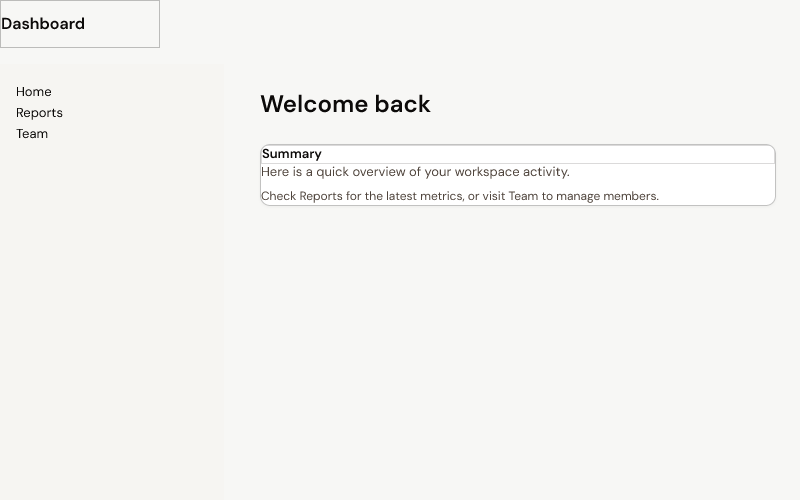 Dashboard
Home
Reports
Team
Welcome back
Summary
Here is a quick overview of your workspace activity.
Check Reports for the latest metrics, or visit Team to manage members.